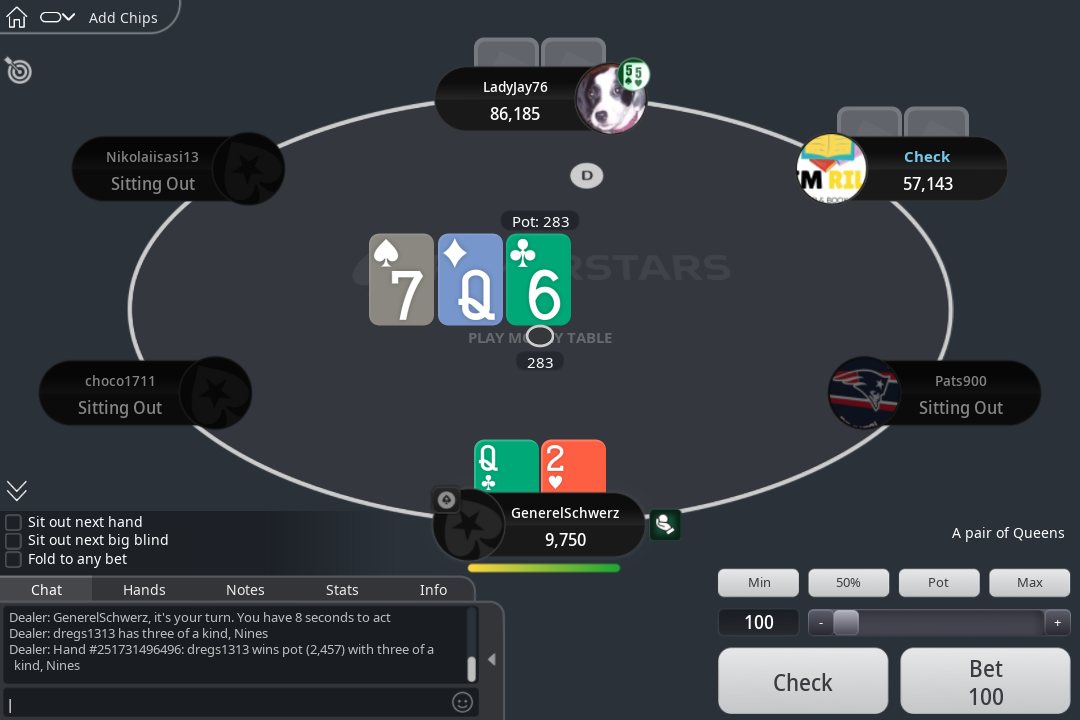 Add Chips
LadyJay76
86,185
5 5
Nikolaiisasi13
Sitting Out
Check
57,143
D
Pot: 283
7 Q 6
RSTARS
283
choco1711
Sitting Out
Pats900
Sitting Out
Q 2
GenerelSchwerz
9,750
A pair of Queens
Sit out next hand
Sit out next big blind
Fold to any bet
Chat Hands Notes Stats Info
Dealer: GenerelSchwerz, it's your turn. You have 8 seconds to act
Dealer: dregs1313 has three of a kind, Nines
Dealer: Hand #251731496496: dregs1313 wins pot (2,457) with three of a
kind, Nines
Min 50% Pot Max
100 - +
Check Bet
100